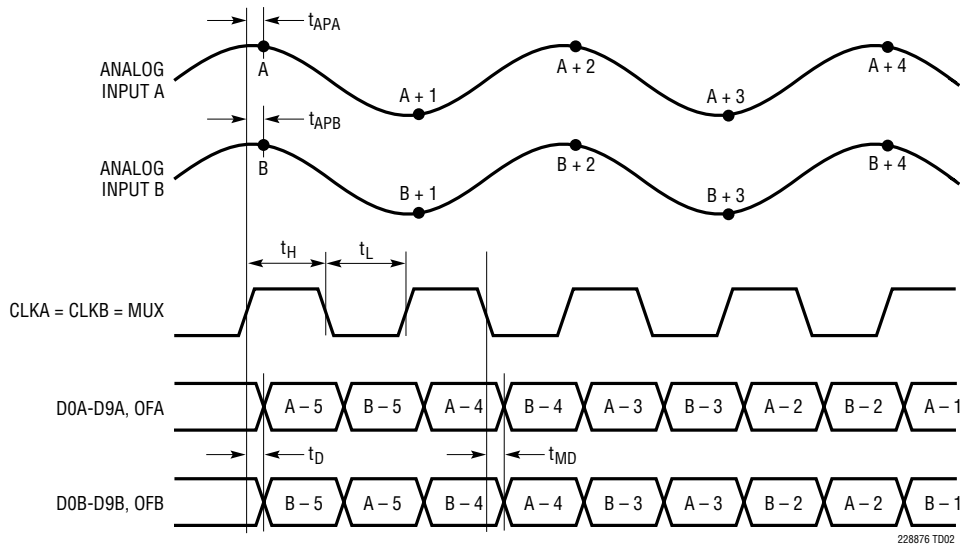 tAPA
ANALOG
INPUT A
A
A + 1
A + 2
A + 3
A + 4
tAPB
ANALOG
INPUT B
B
B + 1
B + 2
B + 3
B + 4
tH
tL
CLKA = CLKB = MUX
D0A-D9A, OFA
A – 5
B – 5
A – 4
B – 4
A – 3
B – 3
A – 2
B – 2
A – 1
tD
tMD
D0B-D9B, OFB
B – 5
A – 5
B – 4
A – 4
B – 3
A – 3
B – 2
A – 2
B – 1
228876 TD02